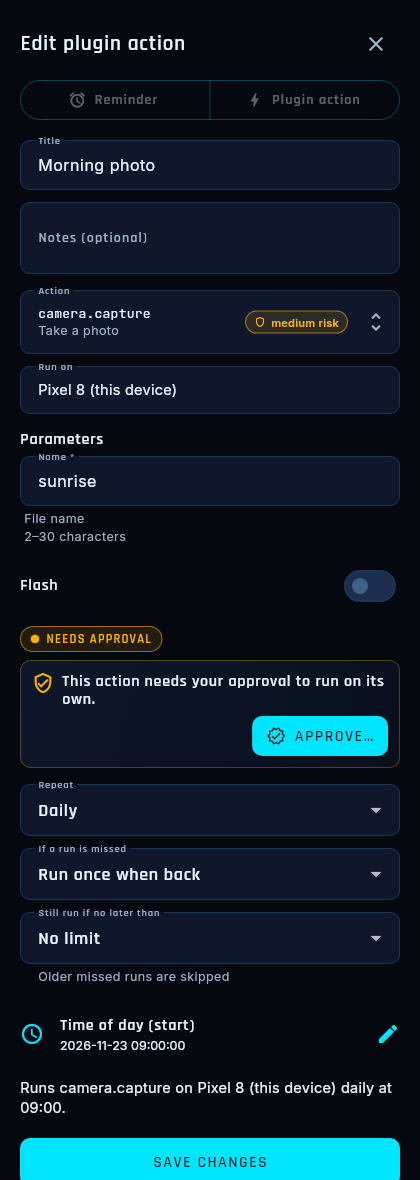 Edit plugin action
Reminder
Plugin action
Title
Morning photo
Notes (optional)
Action
camera.capture
Take a photo
medium risk
Run on
Pixel 8 (this device)
Parameters
Name *
sunrise
File name
2–30 characters
Flash
NEEDS APPROVAL
This action needs your approval to run on its
own.
APPROVE…
Repeat
Daily
If a run is missed
Run once when back
Still run if no later than
No limit
Older missed runs are skipped
Time of day (start)
2026-11-23 09:00:00
Runs camera.capture on Pixel 8 (this device) daily at
09:00.
SAVE CHANGES